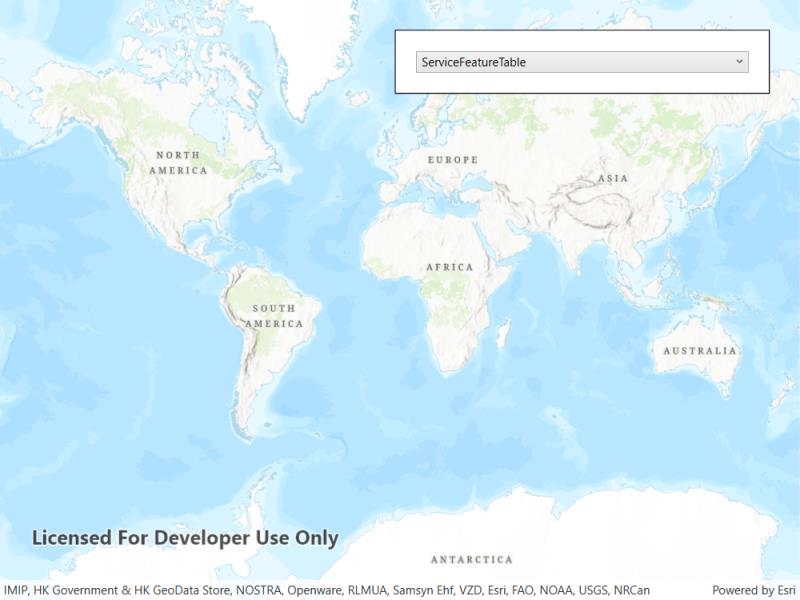 ServiceFeatureTable
NORTH
AMERICA
EUROPE
ASIA
AFRICA
SOUTH
AMERICA
AUSTRALIA
Licensed For Developer Use Only
ANTARCTICA
IMIP, HK Government & HK GeoData Store, NOSTRA, Openware, RLMUA, Samsyn Ehf, VZD, Esri, FAO, NOAA, USGS, NRCan
Powered by Esri